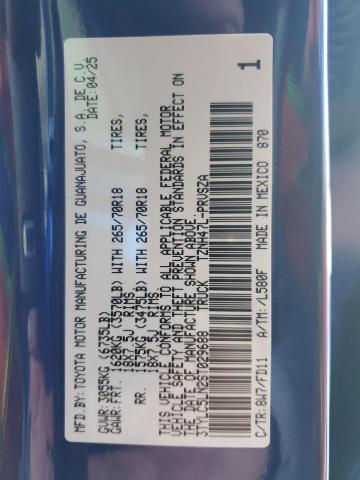 MFD. BY: TOYOTA MOTOR MANUFACTURING DE GUANAJUATO, S.A. DE C.V.
DATE: 04/25
GVWR: 3055KG (6735LB)
GAWR: FRT. 1620KG (3570LB) WITH 265/70R18 TIRES,
18X7.5J RIMS
RR. 1575KG (3475LB) WITH 265/70R18 TIRES,
18X7.5J RIMS
THIS VEHICLE CONFORMS TO ALL APPLICABLE FEDERAL MOTOR
VEHICLE SAFETY AND THEFT PREVENTION STANDARDS IN EFFECT ON
THE DATE OF MANUFACTURE SHOWN ABOVE.
3TYLC5LN2ST029688 TRUCK TZNH47L-PRVSZA
C/TR: 8W7/FD11 A/TM: /L580F MADE IN MEXICO 870
1